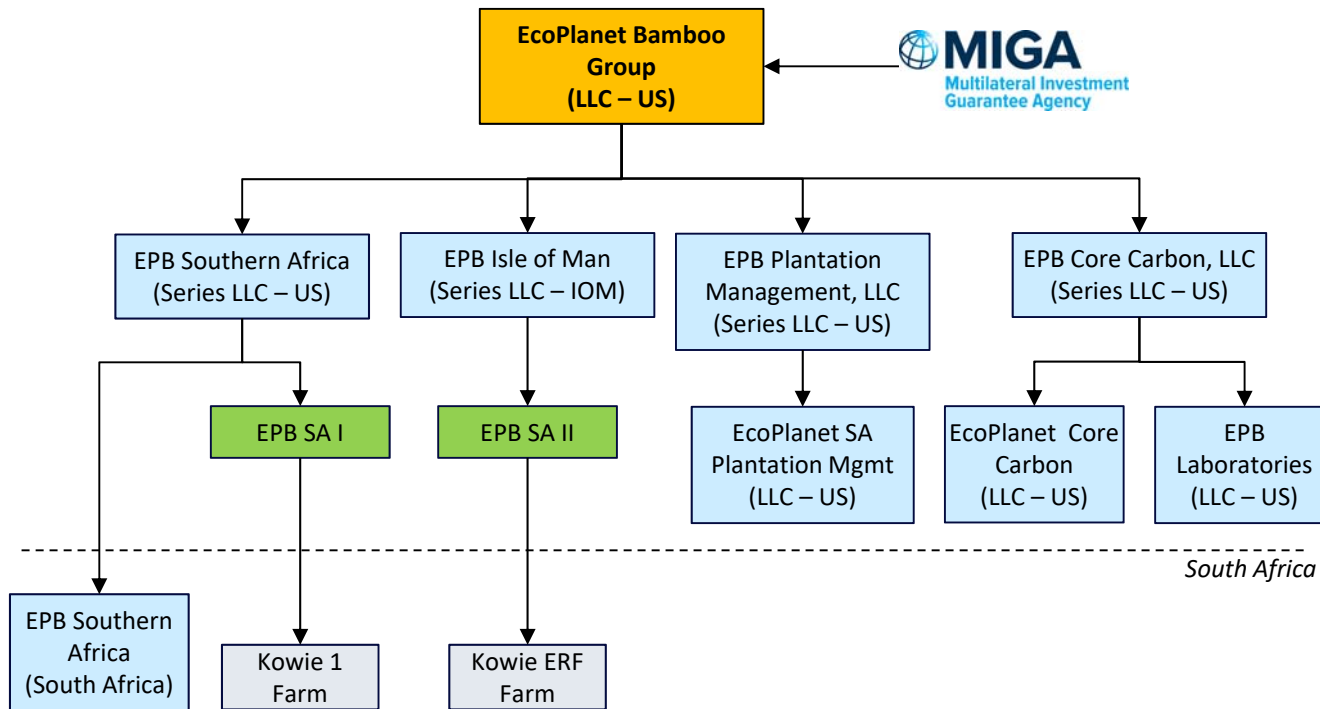 EcoPlanet Bamboo
Group
(LLC – US)
MIGA
Multilateral Investment
Guarantee Agency
EPB Southern Africa
(Series LLC – US)
EPB Isle of Man
(Series LLC – IOM)
EPB Plantation
Management, LLC
(Series LLC – US)
EPB Core Carbon, LLC
(Series LLC – US)
EPB SA I
EPB SA II
EcoPlanet SA
Plantation Mgmt
(LLC – US)
EcoPlanet Core
Carbon
(LLC – US)
EPB
Laboratories
(LLC – US)
South Africa
EPB Southern
Africa
(South Africa)
Kowie 1
Farm
Kowie ERF
Farm